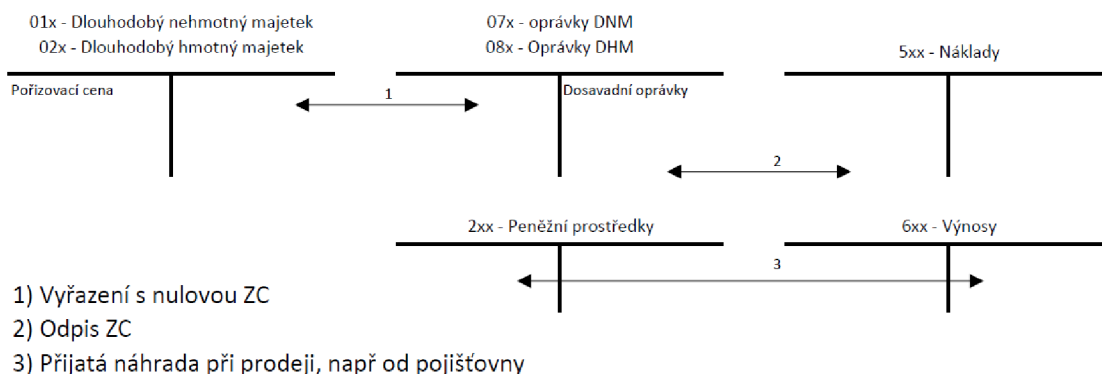 01x - Dlouhodobý nehmotný majetek
02x - Dlouhodobý hmotný majetek
07x - oprávky DNM
08x - Oprávky DHM
5xx - Náklady
Pořizovací cena
1
Dosavadní oprávky
2
2xx - Peněžní prostředky
6xx - Výnosy
3
1) Vyřazení s nulovou ZC
2) Odpis ZC
3) Přijatá náhrada při prodeji, např od pojišťovny